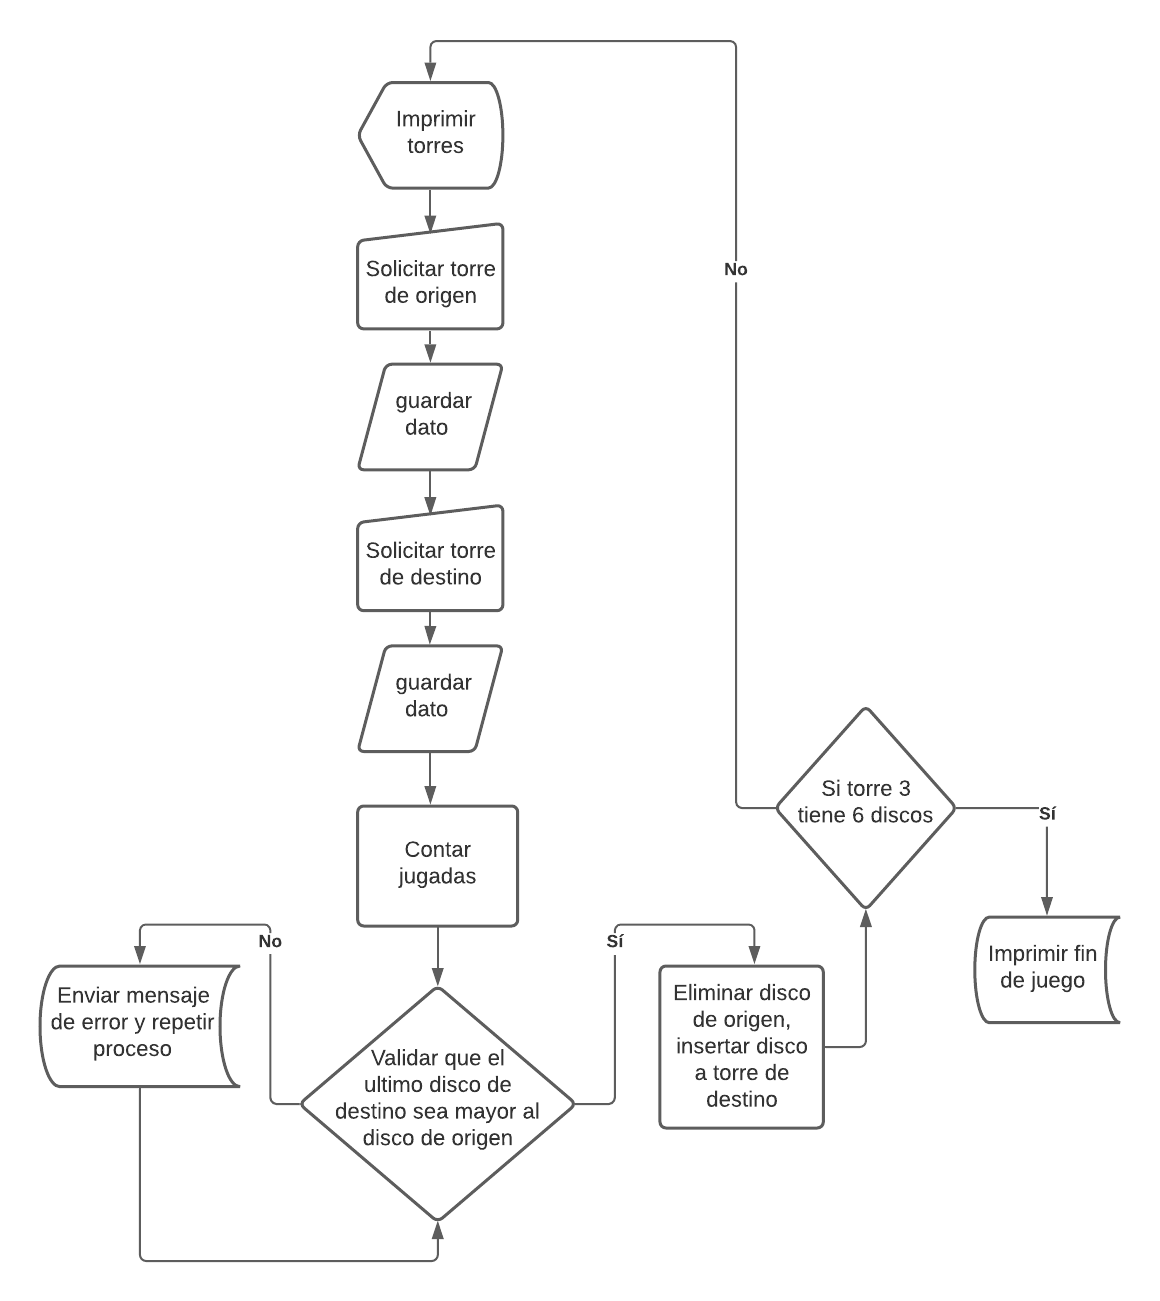 Imprimir
torres
Solicitar torre
de origen
guardar
dato
Solicitar torre
de destino
guardar
dato
Contar
jugadas
Validar que el
ultimo disco de
destino sea mayor al
disco de origen
No
Enviar mensaje
de error y repetir
proceso
Sí
Eliminar disco
de origen,
insertar disco
a torre de
destino
Si torre 3
tiene 6 discos
No
Sí
Imprimir fin
de juego